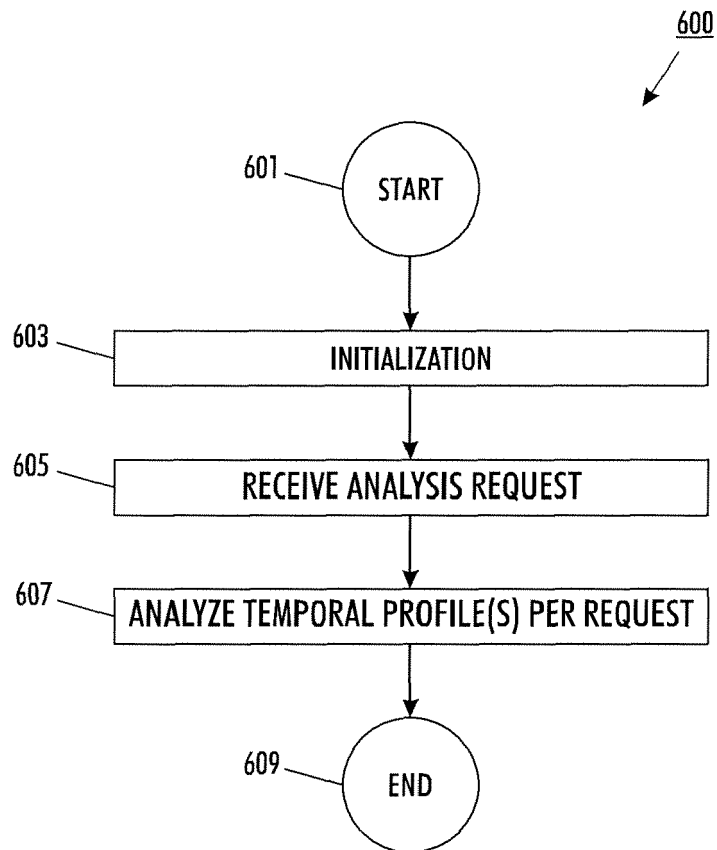 600
601
START
603
INITIALIZATION
605
RECEIVE ANALYSIS REQUEST
607
ANALYZE TEMPORAL PROFILE(S) PER REQUEST
609
END